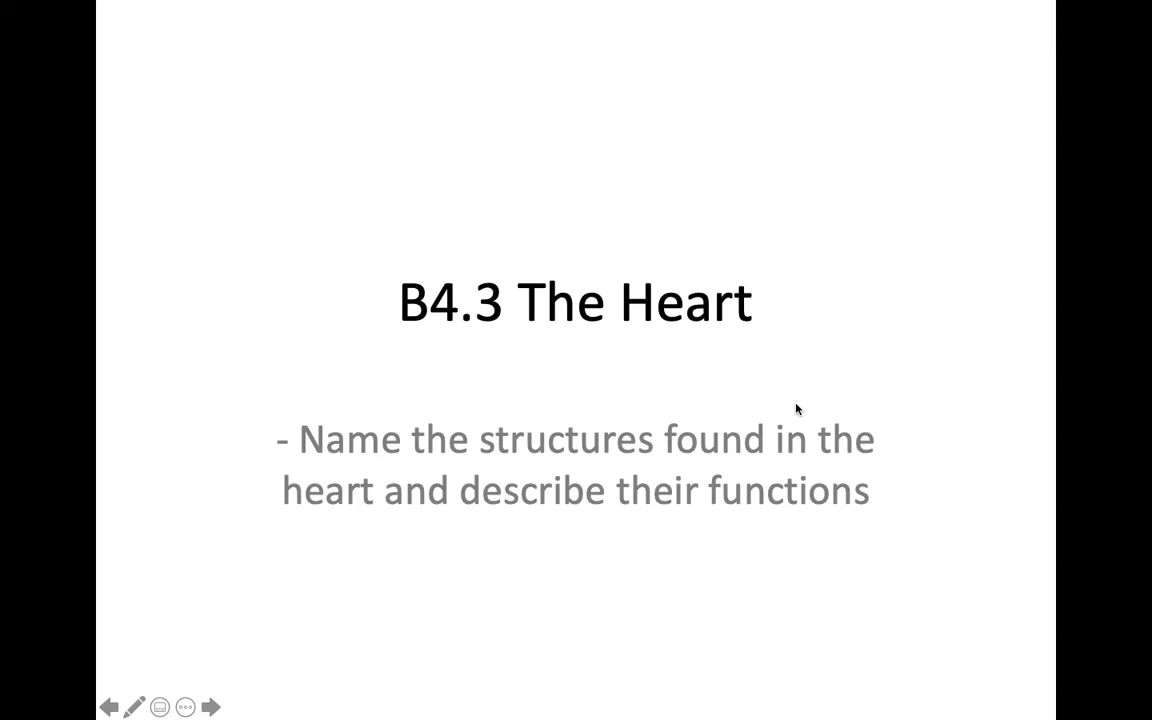 B4.3 The Heart
- Name the structures found in the
heart and describe their functions